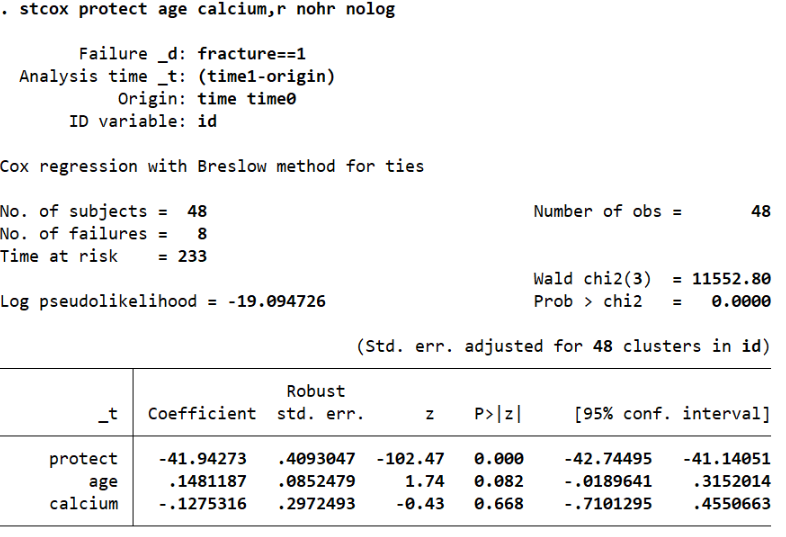 . stcox protect age calcium,r nohr nolog
Failure _d: fracture==1
Analysis time _t: (time1-origin)
Origin: time time0
ID variable: id
Cox regression with Breslow method for ties
No. of subjects = 48 Number of obs = 48
No. of failures = 8
Time at risk = 233
Wald chi2(3) = 11552.80
Log pseudolikelihood = -19.094726 Prob > chi2 = 0.0000
(Std. err. adjusted for 48 clusters in id)
Robust
_t Coefficient std. err. z P>|z| [95% conf. interval]
protect -41.94273 .4093047 -102.47 0.000 -42.74495 -41.14051
age .1481187 .0852479 1.74 0.082 -.0189641 .3152014
calcium -.1275316 .2972493 -0.43 0.668 -.7101295 .4550663